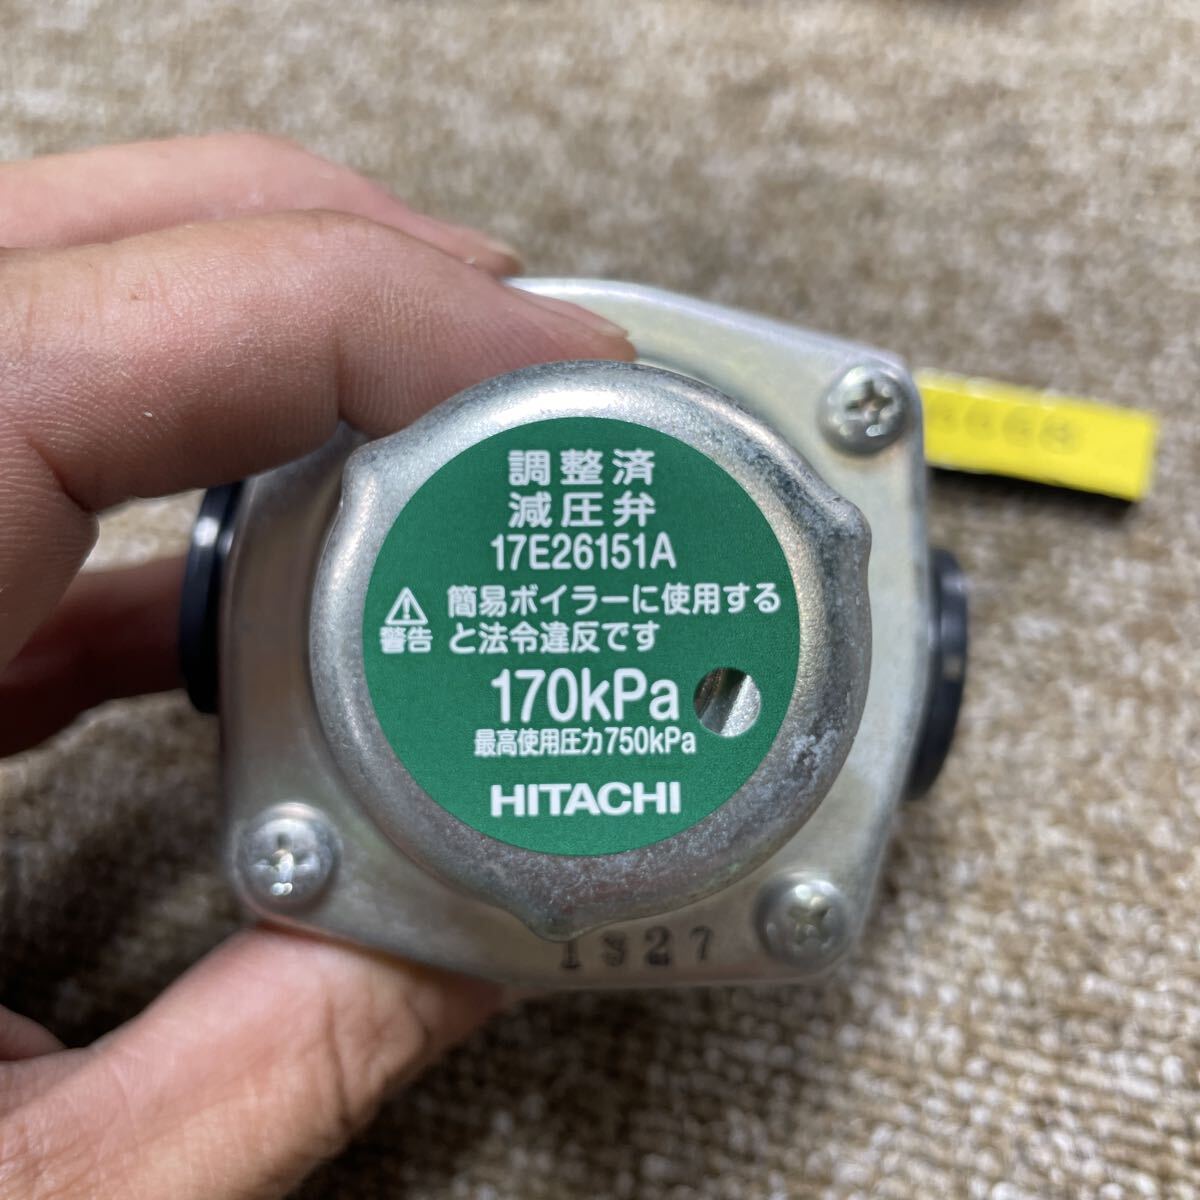 調整済
減圧弁
17E26151A
簡易ボイラーに使用する
警告 と法令違反です
170kPa
最高使用圧力750kPa
HITACHI
1327